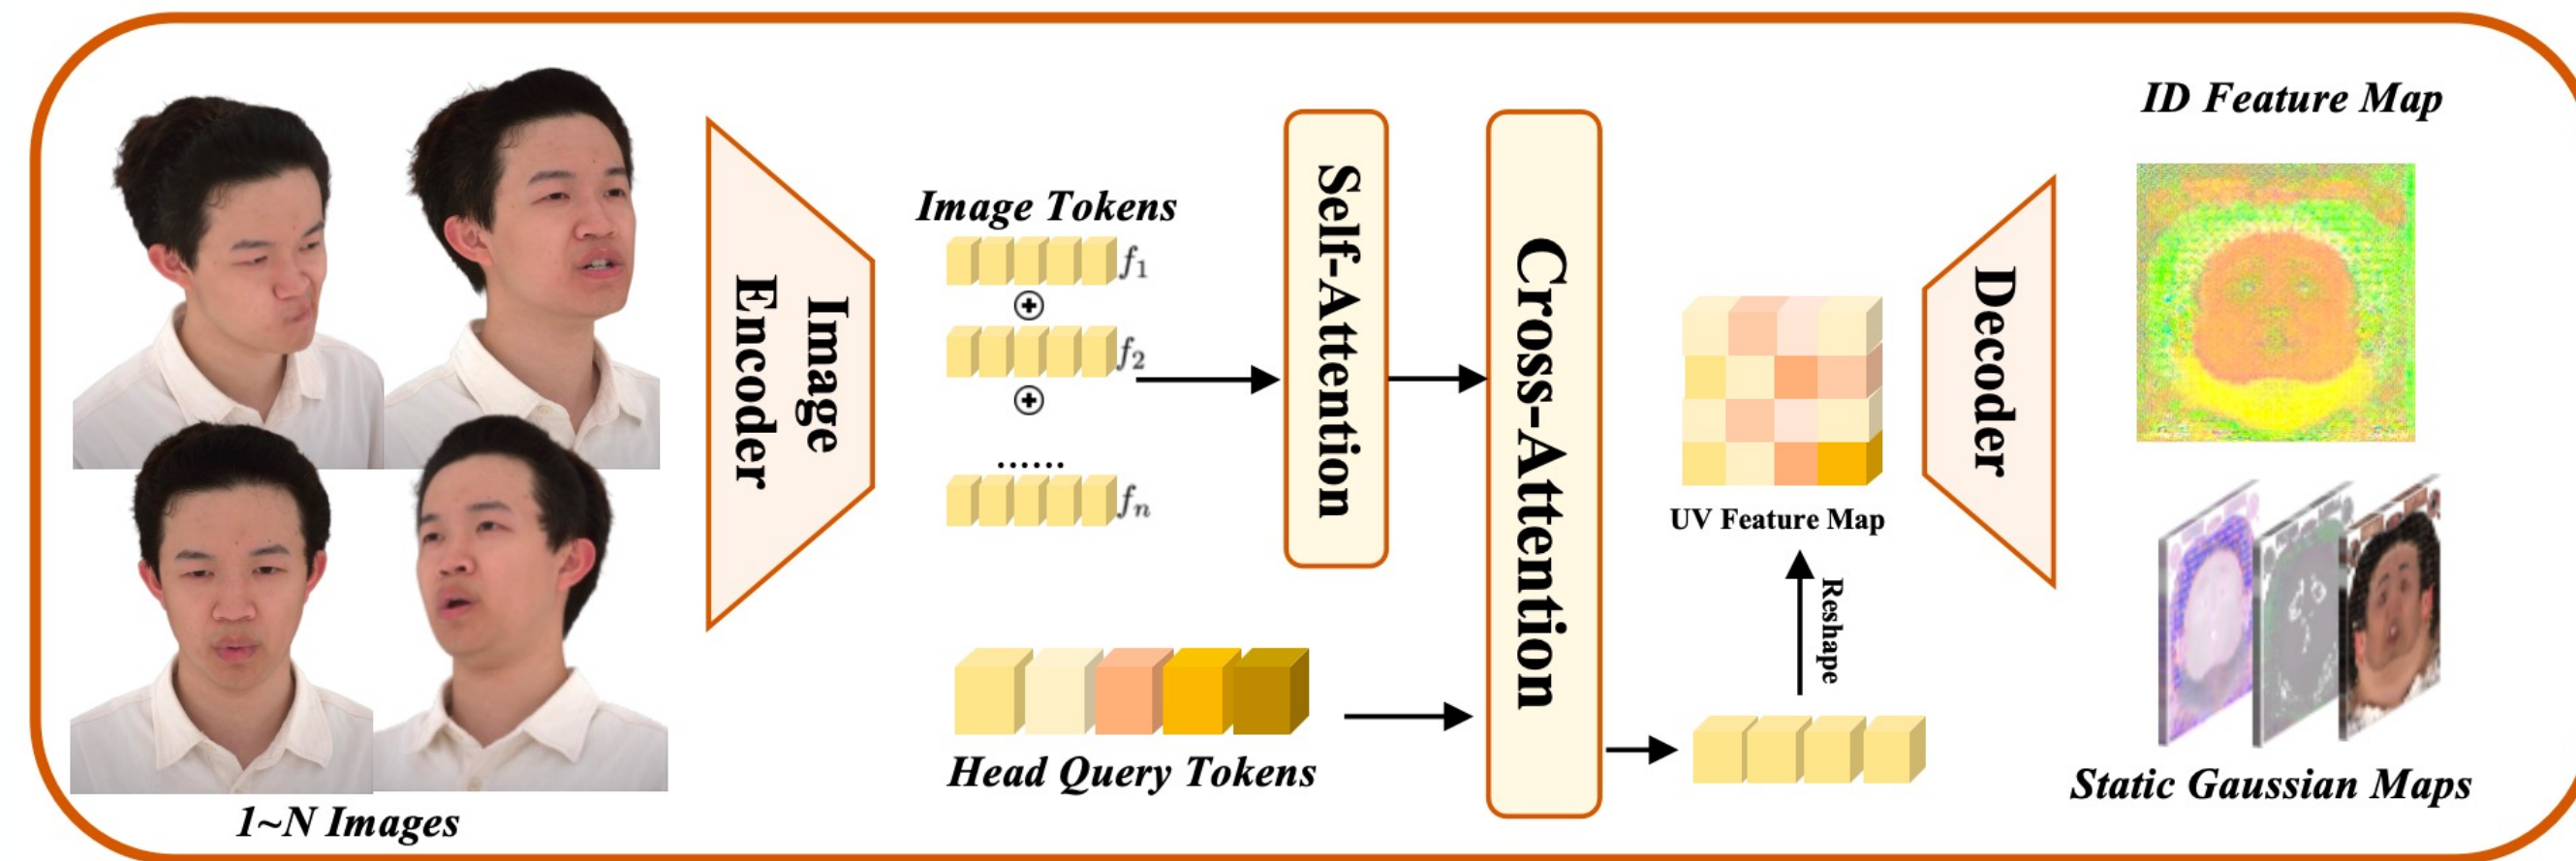 1~N Images
Image
Encoder
Image Tokens
f1
⊕
f2
⊕
......
fn
Head Query Tokens
Self-Attention
Cross-Attention
UV Feature Map
Reshape
Decoder
ID Feature Map
Static Gaussian Maps